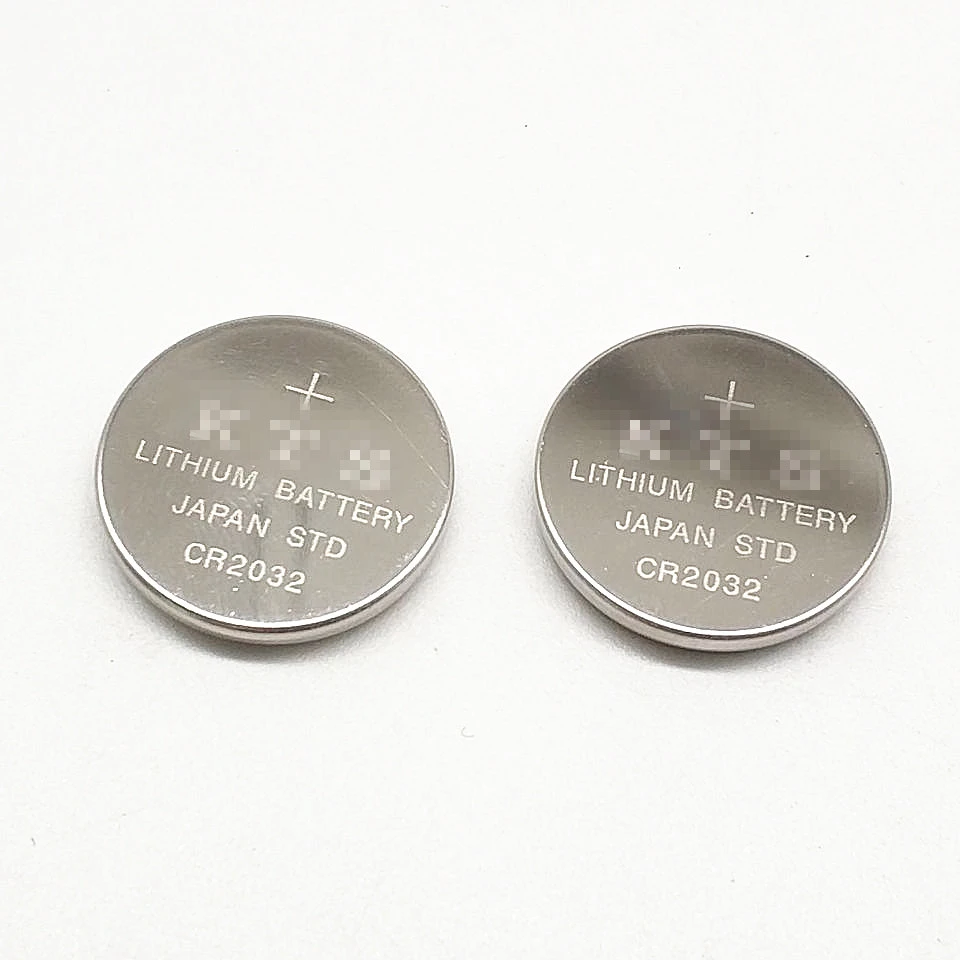 +
LITHIUM BATTERY
JAPAN STD
CR2032
+
LITHIUM BATTERY
JAPAN STD
CR2032